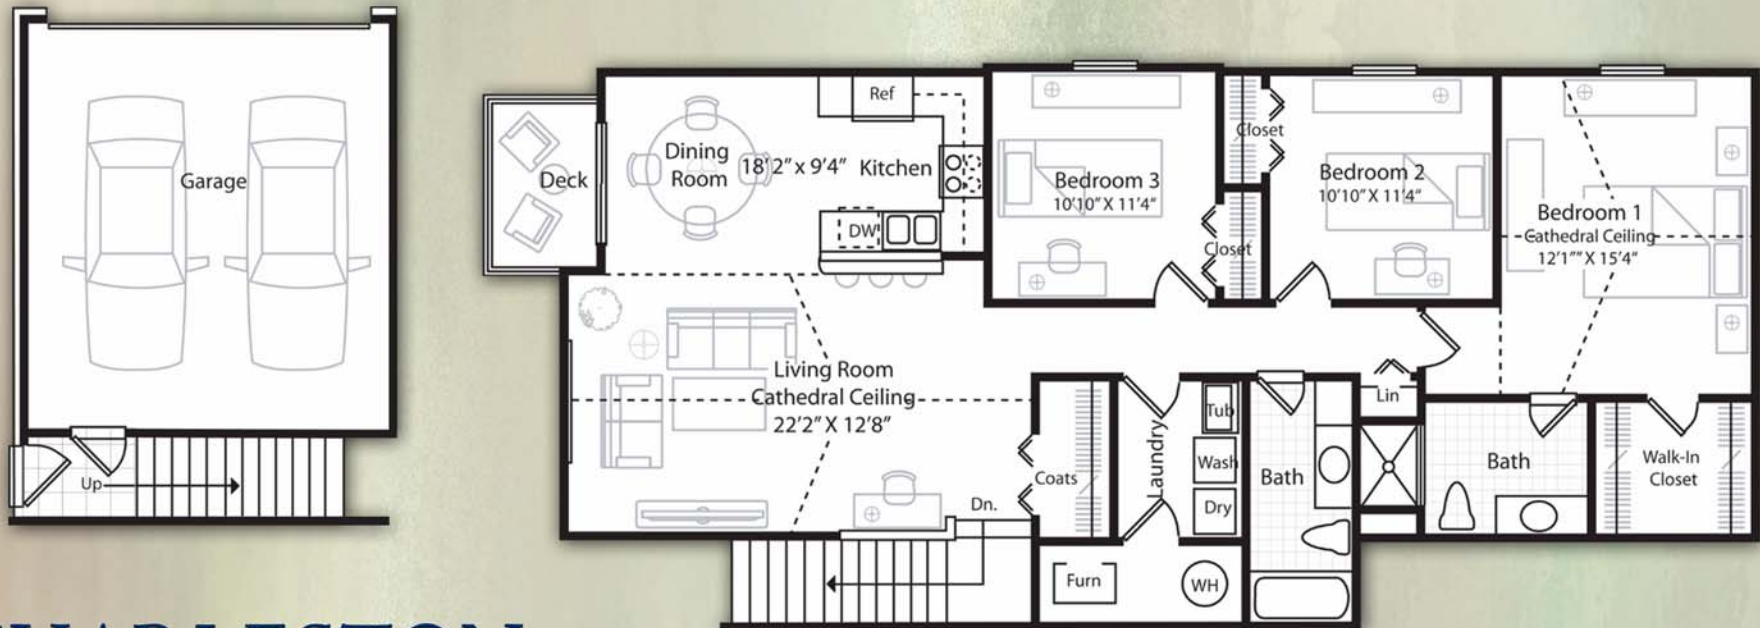 Garage
Up
Deck
Dining
Room
18'2" x 9'4"
Kitchen
Ref
DW
Bedroom 3
10'10" X 11'4"
Closet
Closet
Bedroom 2
10'10" X 11'4"
Bedroom 1
Cathedral Ceiling
12'1"" X 15'4"
Living Room
Cathedral Ceiling
22'2" X 12'8"
Dn.
Coats
Laundry
Tub
Wash
Dry
Furn
WH
Bath
Lin
Bath
Walk-In
Closet